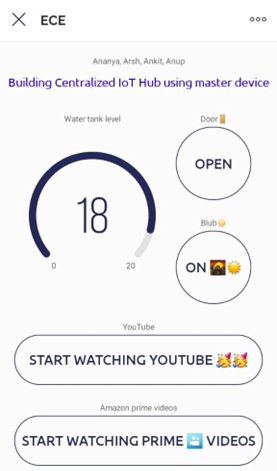 ECE
Ananya, Arsh, Ankit, Anup
Building Centralized IoT Hub using master device
Water tank level
Door🚪
OPEN
18
0
20
Blub🌞
ON 🌇🌞
YouTube
START WATCHING YOUTUBE 🥳🥳
Amazon prime videos
START WATCHING PRIME 🎦 VIDEOS